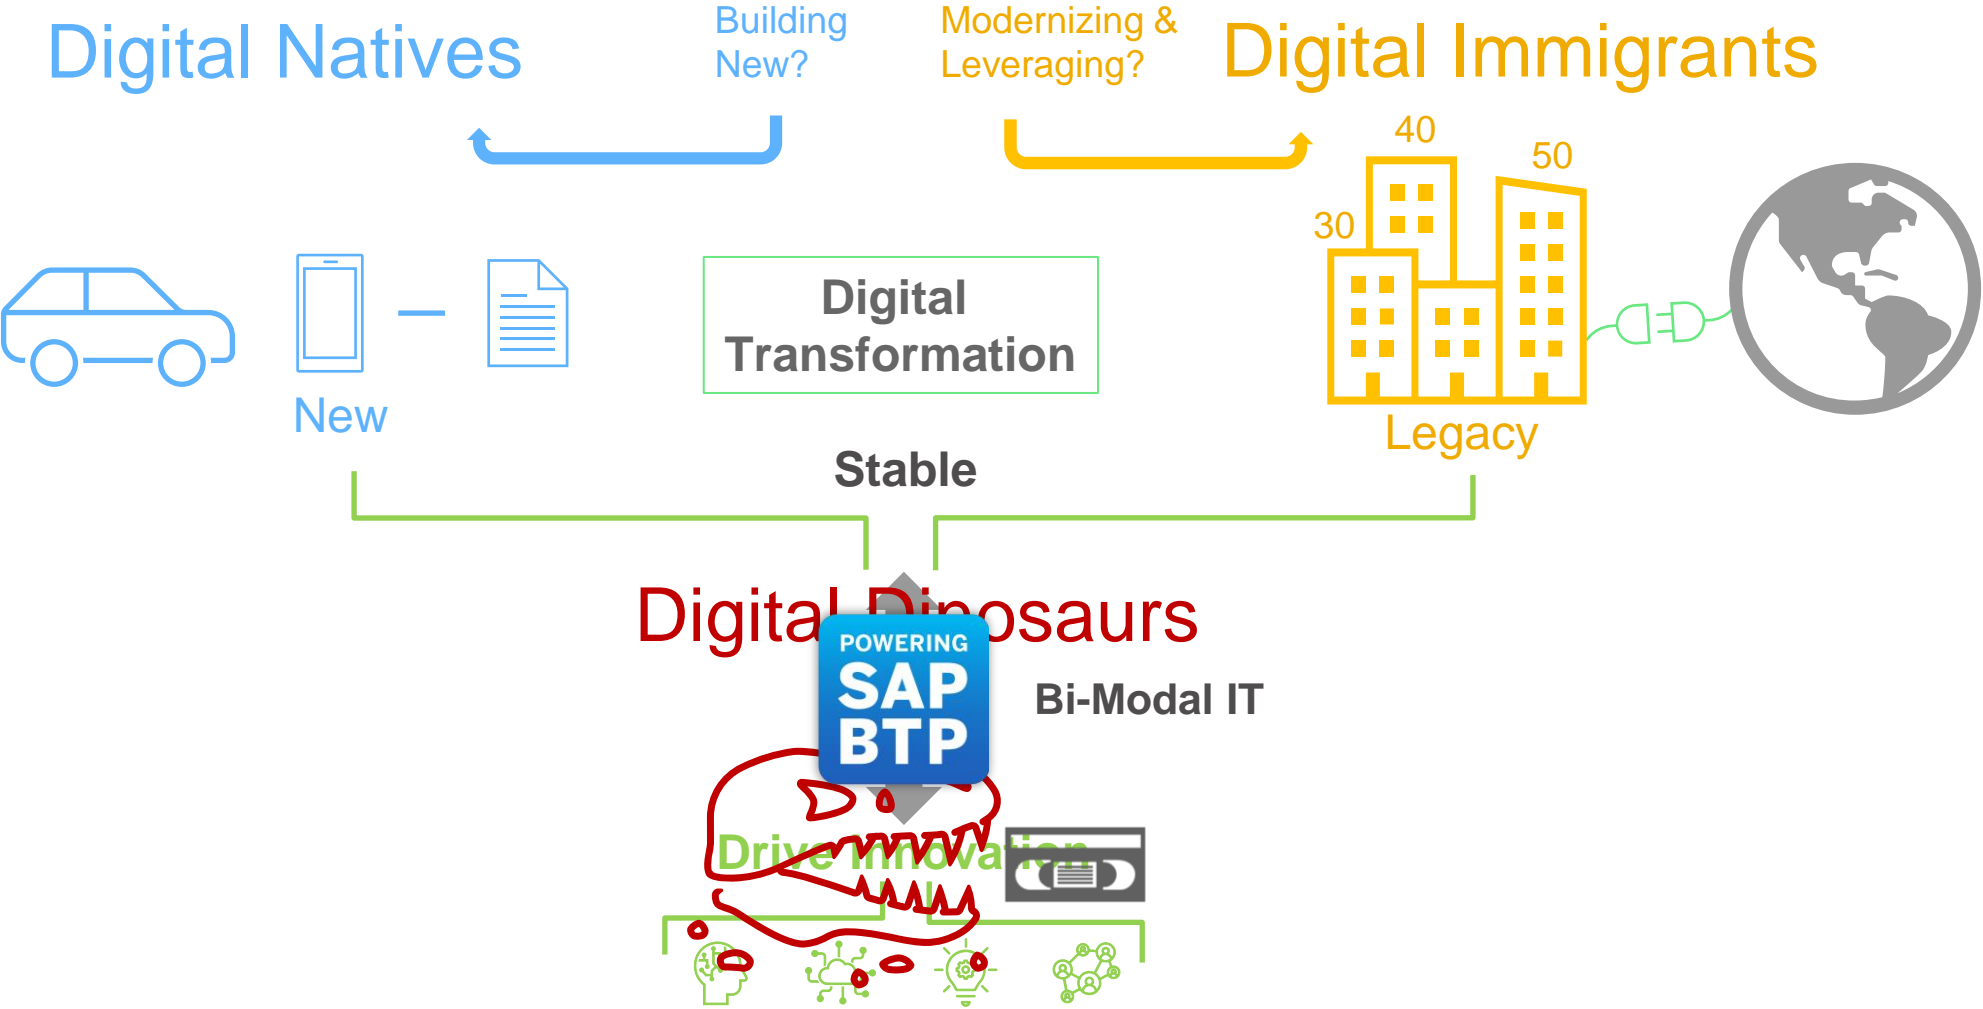 Digital Natives
Building
New?
Modernizing &
Leveraging?
Digital Immigrants
40
50
30
Digital
Transformation
New
Legacy
Stable
Digital Dinosaurs
POWERING
SAP
BTP
Bi-Modal IT
Drive Innovation